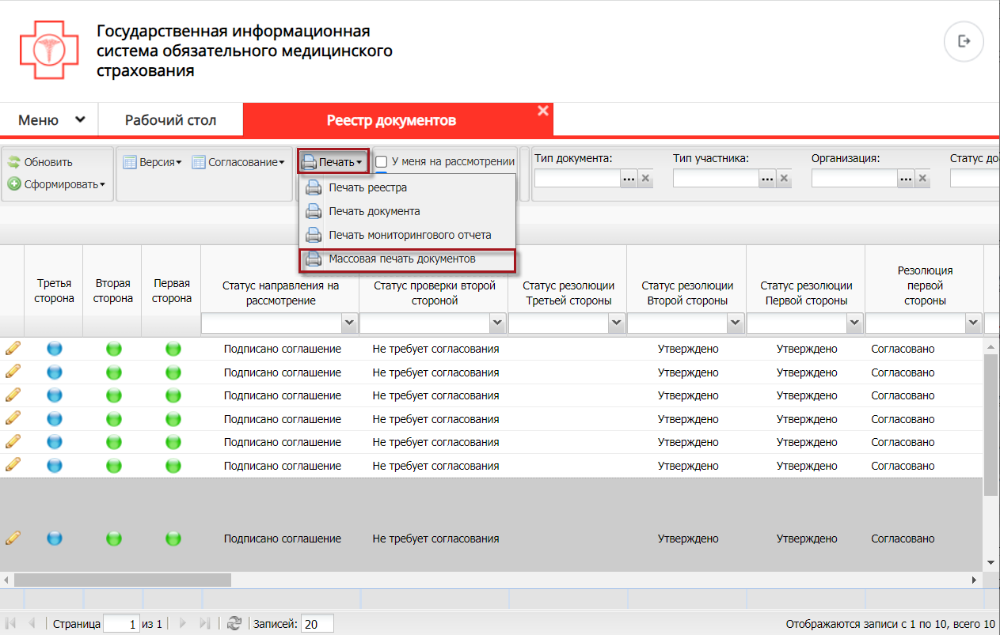 Государственная информационная
система обязательного медицинского
страхования
Меню
Рабочий стол
Реестр документов
Обновить
Сформировать
Версия
Согласование
Печать
У меня на рассмотрении
Тип документа:
Тип участника:
Организация:
Статус до
Печать реестра
Печать документа
Печать мониторингового отчета
Массовая печать документов
Третья
сторона
Вторая
сторона
Первая
сторона
Статус направления на
рассмотрение
Статус проверки второй
стороной
Статус резолюции
Третьей стороны
Статус резолюции
Второй стороны
Статус резолюции
Первой стороны
Резолюция
первой
стороны
Подписано соглашение Не требует согласования Утверждено Утверждено Согласовано
Подписано соглашение Не требует согласования Утверждено Утверждено Согласовано
Подписано соглашение Не требует согласования Утверждено Утверждено Согласовано
Подписано соглашение Не требует согласования Утверждено Утверждено Согласовано
Подписано соглашение Не требует согласования Утверждено Утверждено Согласовано
Подписано соглашение Не требует согласования Утверждено Утверждено Согласовано
Подписано соглашение Не требует согласования Утверждено Утверждено Согласовано
Страница 1 из 1 Записей: 20 Отображаются записи с 1 по 10, всего 10